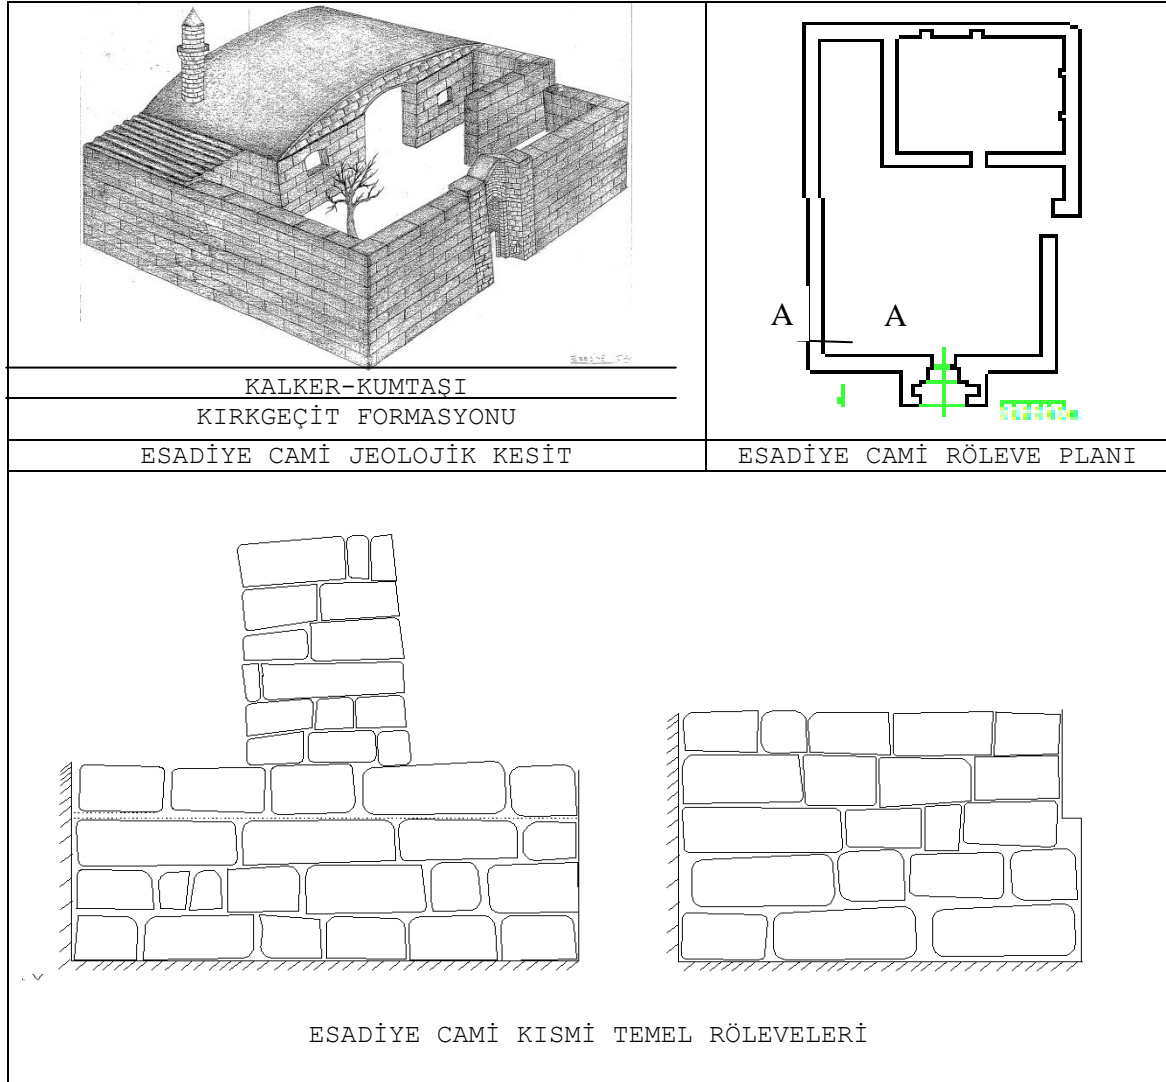 A A
KALKER-KUMTAŞI
KIRKGEÇİT FORMASYONU
ESADİYE CAMİ JEOLOJİK KESİT
ESADİYE CAMİ RÖLEVE PLANI
ESADİYE CAMİ KISMİ TEMEL RÖLEVELERİ